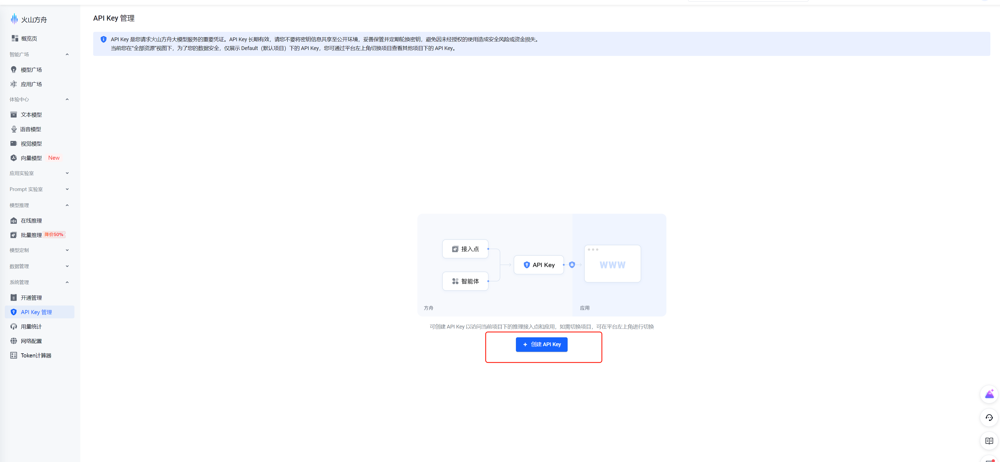 火山方舟
概览页
智能广场
模型广场
应用广场
体验中心
文本模型
语音模型
视觉模型
向量模型 New
应用实验室
Prompt 实验室
模型推理
在线推理
批量推理 降价50%
模型定制
数据管理
系统管理
开通管理
API Key 管理
用量统计
网络配置
Token计算器
API Key 管理
API Key 是您请求火山方舟大模型服务的重要凭证。API Key 长期有效，请您不要将密钥信息共享至公开环境，妥善保管并定期轮换密钥，避免因未经授权的使用造成安全风险或资金损失。
当前您在“全部资源”视图下，为了您的数据安全，仅展示 Default（默认项目）下的 API Key，您可通过平台左上角切换项目查看其他项目下的 API Key。
接入点
智能体
API Key
WWW
方舟
应用
可创建 API Key 以访问当前项目下的推理接入点和应用，如需切换项目，可在平台左上角进行切换
+ 创建 API Key